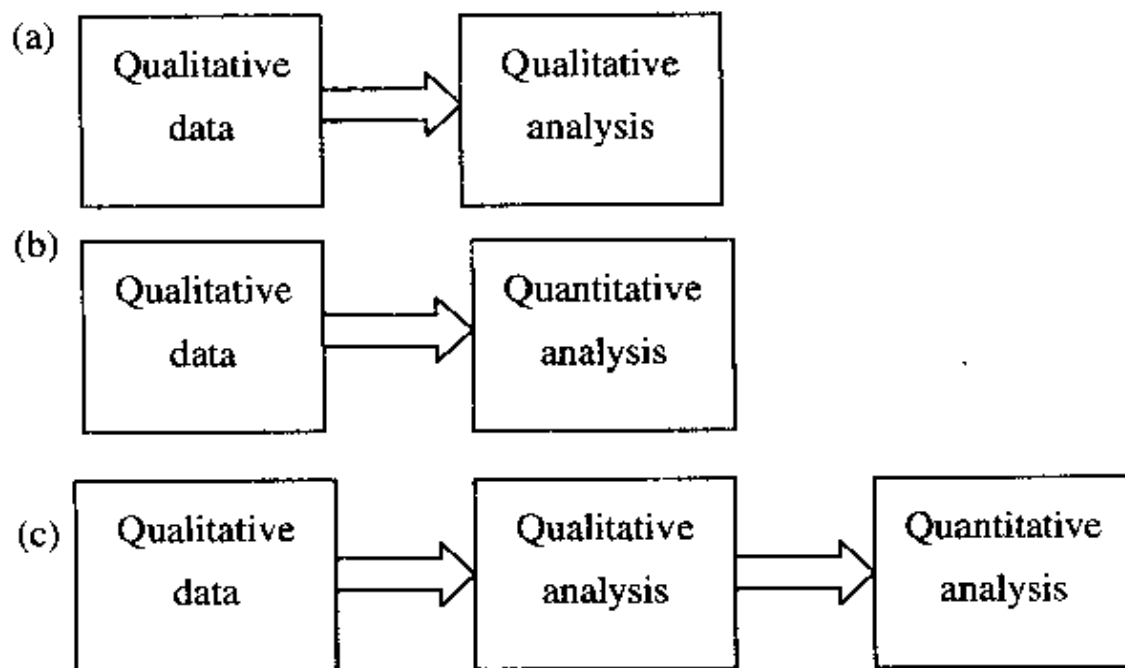 (a)
Qualitative
data
Qualitative
analysis
(b)
Qualitative
data
Quantitative
analysis
(c)
Qualitative
data
Qualitative
analysis
Quantitative
analysis